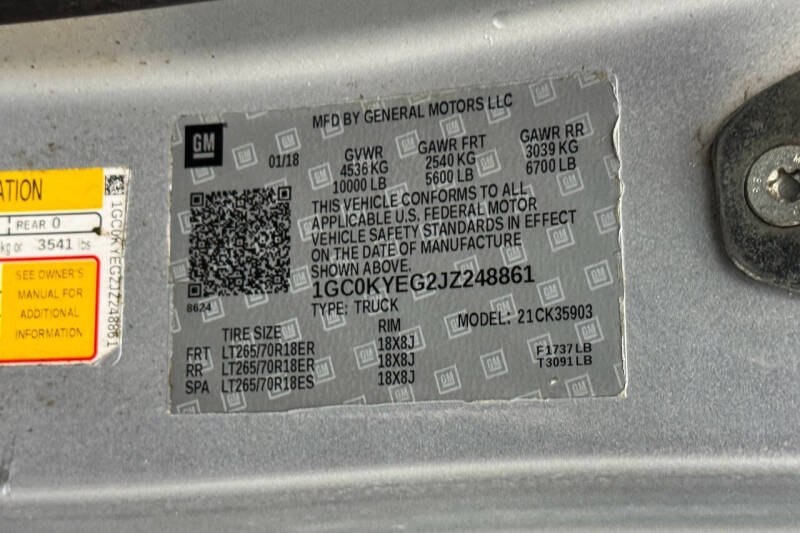 ATION
REAR 0
kg or 3541 lbs
SEE OWNER'S
MANUAL FOR
ADDITIONAL
INFORMATION
1GC0KYEG2JZ248861
GM
MFD BY GENERAL MOTORS LLC
01/18
GVWR
4536 KG
10000 LB
GAWR FRT
2540 KG
5600 LB
GAWR RR
3039 KG
6700 LB
THIS VEHICLE CONFORMS TO ALL
APPLICABLE U.S. FEDERAL MOTOR
VEHICLE SAFETY STANDARDS IN EFFECT
ON THE DATE OF MANUFACTURE
SHOWN ABOVE.
1GC0KYEG2JZ248861
8624
TYPE: TRUCK
MODEL: 21CK35903
TIRE SIZE RIM
FRT LT265/70R18ER 18X8J
RR LT265/70R18ER 18X8J
SPA LT265/70R18ES 18X8J
F1737LB
T3091LB